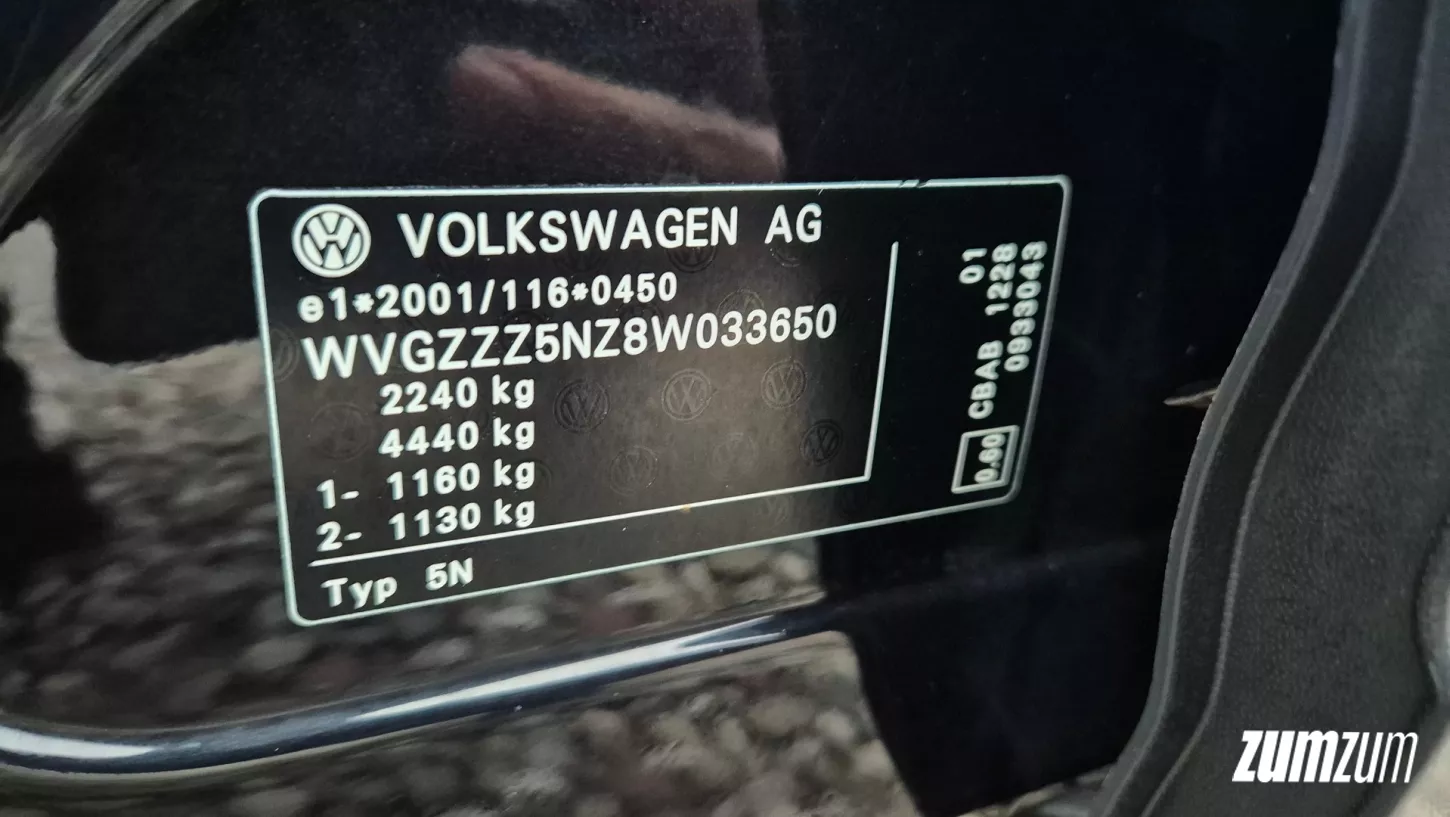 VOLKSWAGEN AG
e1*2001/116*0450
WVGZZZ5NZ8W033650
2240 kg
4440 kg
1- 1160 kg
2- 1130 kg
Typ 5N
01
CBAB 1228
0933043
0.60
zumzum